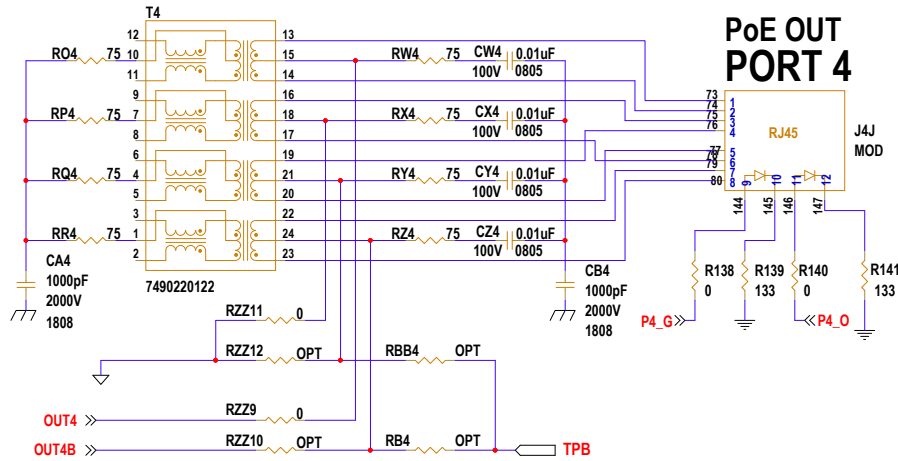 T4
PoE OUT
PORT 4
12
10
11
9
7
8
6
4
5
3
1
2
13
15
14
16
18
17
19
21
20
22
24
23
7490220122
RO4 75
RP4 75
RQ4 75
RR4 75
CA4
1000pF
2000V
1808
RW4 75
CW4 0.01uF
100V 0805
RX4 75
CX4 0.01uF
100V 0805
RY4 75
CY4 0.01uF
100V 0805
RZ4 75
CZ4 0.01uF
100V 0805
CB4
1000pF
2000V
1808
73 1
74 2
75 3
76 4
77 5
78 6
79 7
80 8
RJ45
J4J
MOD
9 10 11 12
144 145 146 147
R138
0
R139
133
R140
0
R141
133
P4_G
P4_O
RZZ11 0
RZZ12 OPT
RBB4 OPT
OUT4
RZZ9 0
OUT4B
RZZ10 OPT
RB4 OPT
TPB